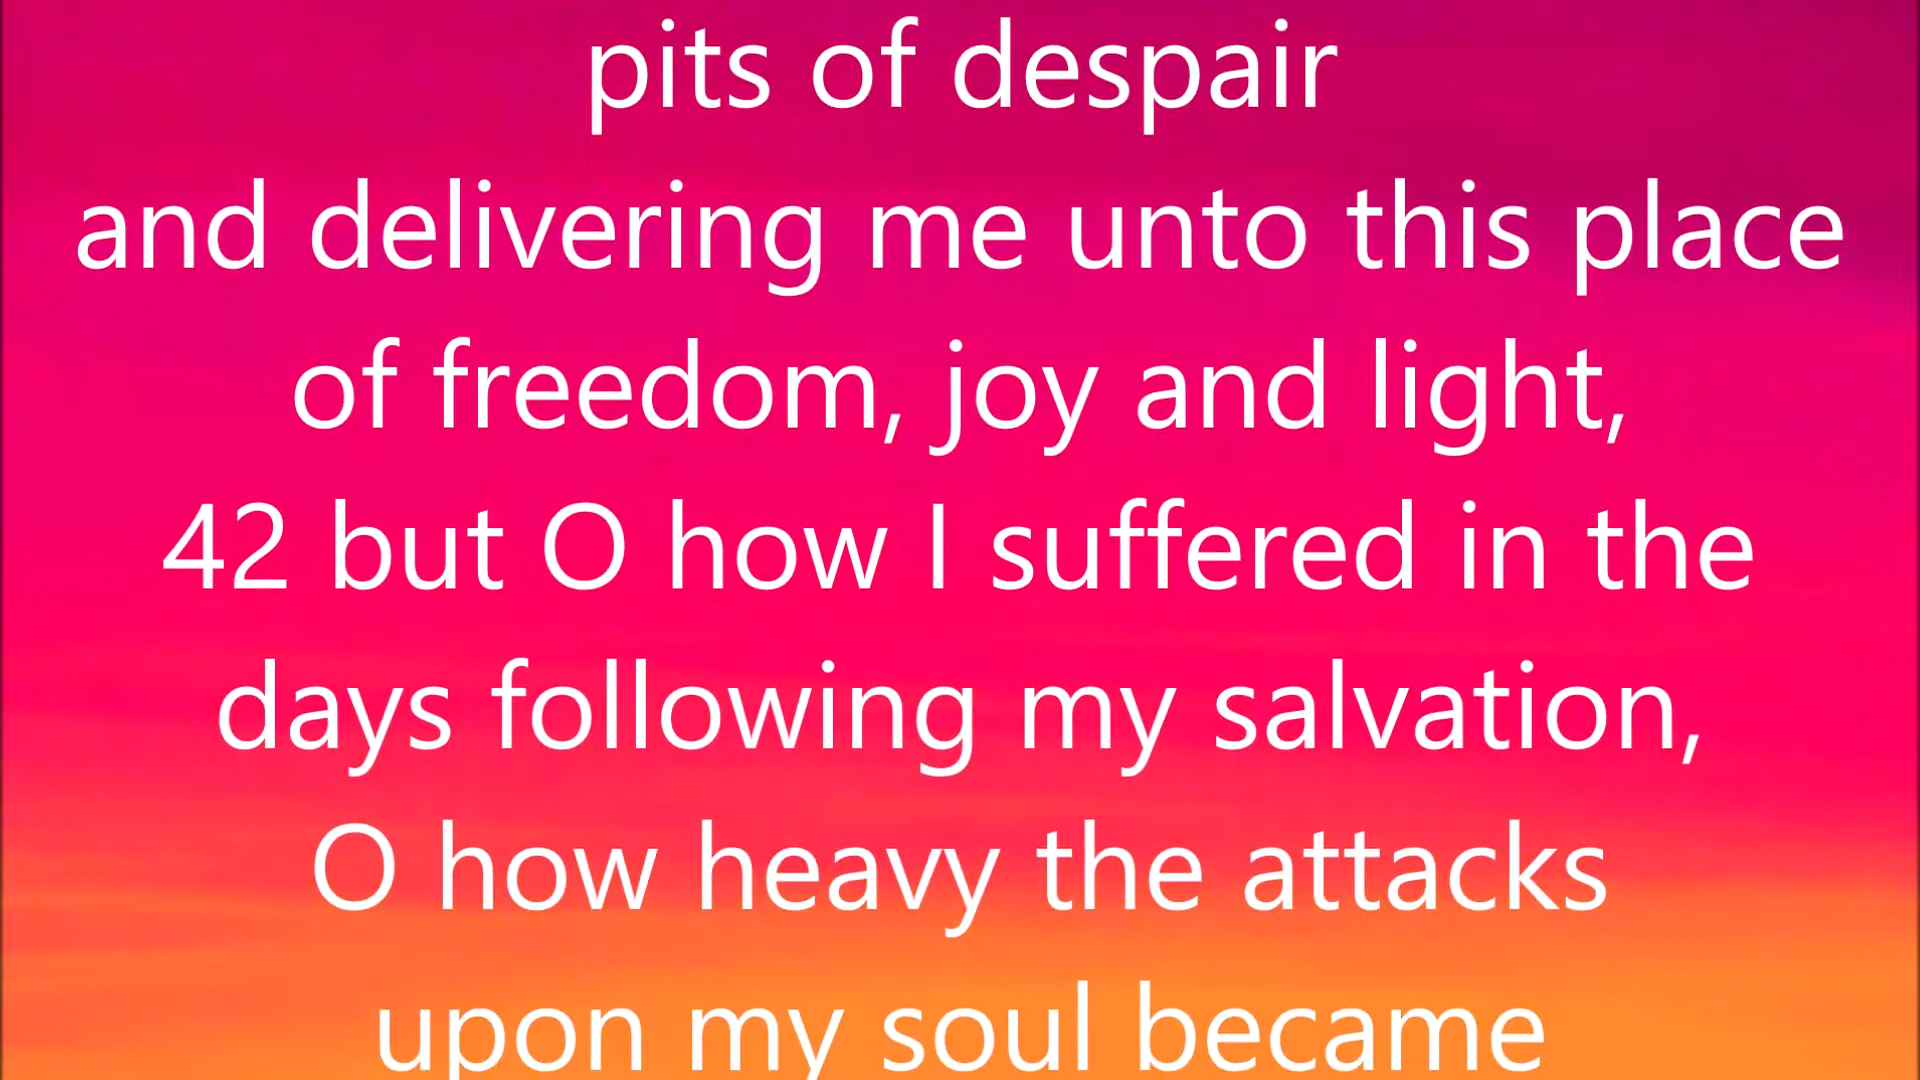 pits of despair
and delivering me unto this place
of freedom, joy and light,
42 but O how I suffered in the
days following my salvation,
O how heavy the attacks
upon my soul became